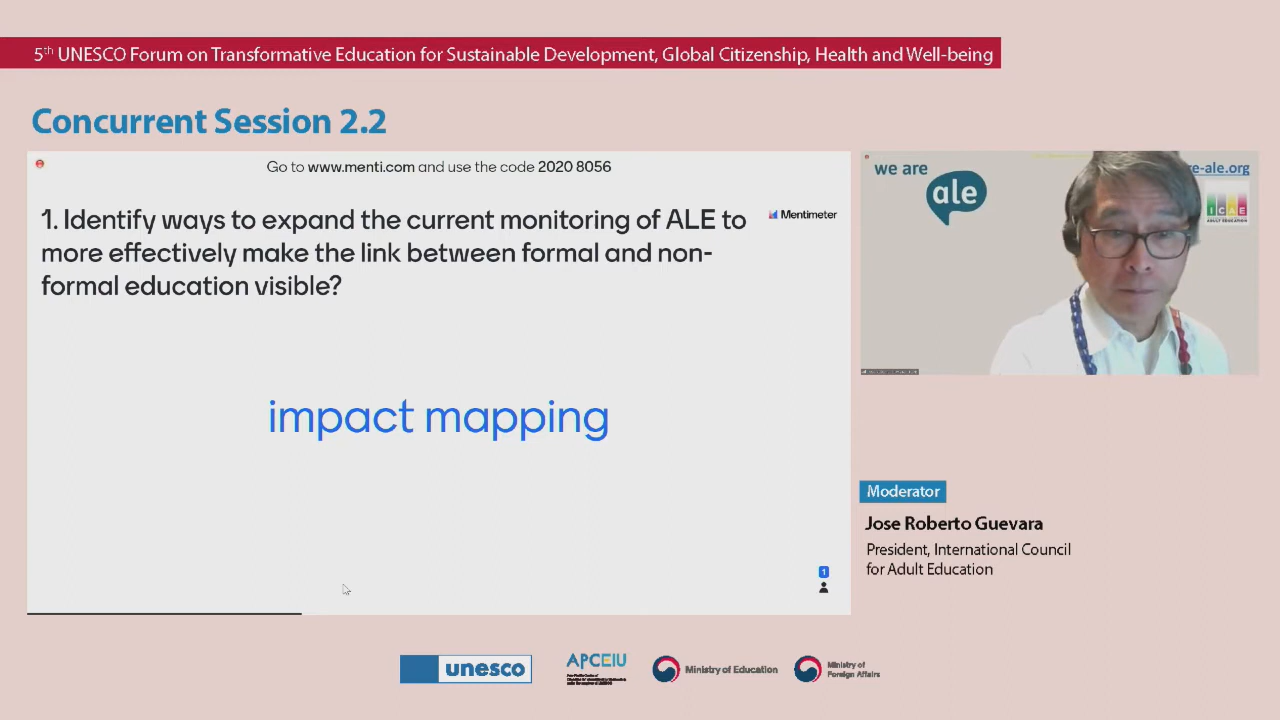 5th UNESCO Forum on Transformative Education for Sustainable Development, Global Citizenship, Health and Well-being
Concurrent Session 2.2
Go to www.menti.com and use the code 2020 8056
1. Identify ways to expand the current monitoring of ALE to
more effectively make the link between formal and non-
formal education visible?
Mentimeter
impact mapping
1
we are
ale
e-ale.org
ICAE
ADULT EDUCATION
Moderator
Jose Roberto Guevara
President, International Council
for Adult Education
unesco
APCEIU
Ministry of Education
Ministry of
Foreign Affairs